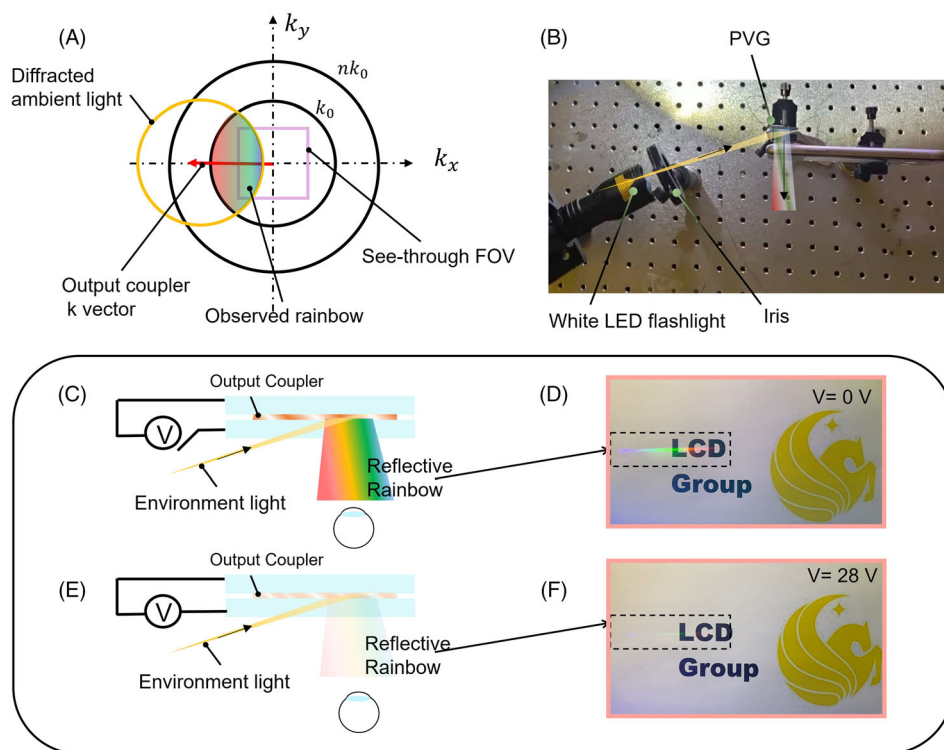 (A)
k_y
nk_0
k_0
k_x
Diffracted
ambient light
Output coupler
k vector
Observed rainbow
See-through FOV
(B)
PVG
White LED flashlight
Iris
(C)
Output Coupler
V
Environment light
Reflective
Rainbow
(D)
V= 0 V
LCD
Group
(E)
Output Coupler
V
Environment light
Reflective
Rainbow
(F)
V= 28 V
LCD
Group